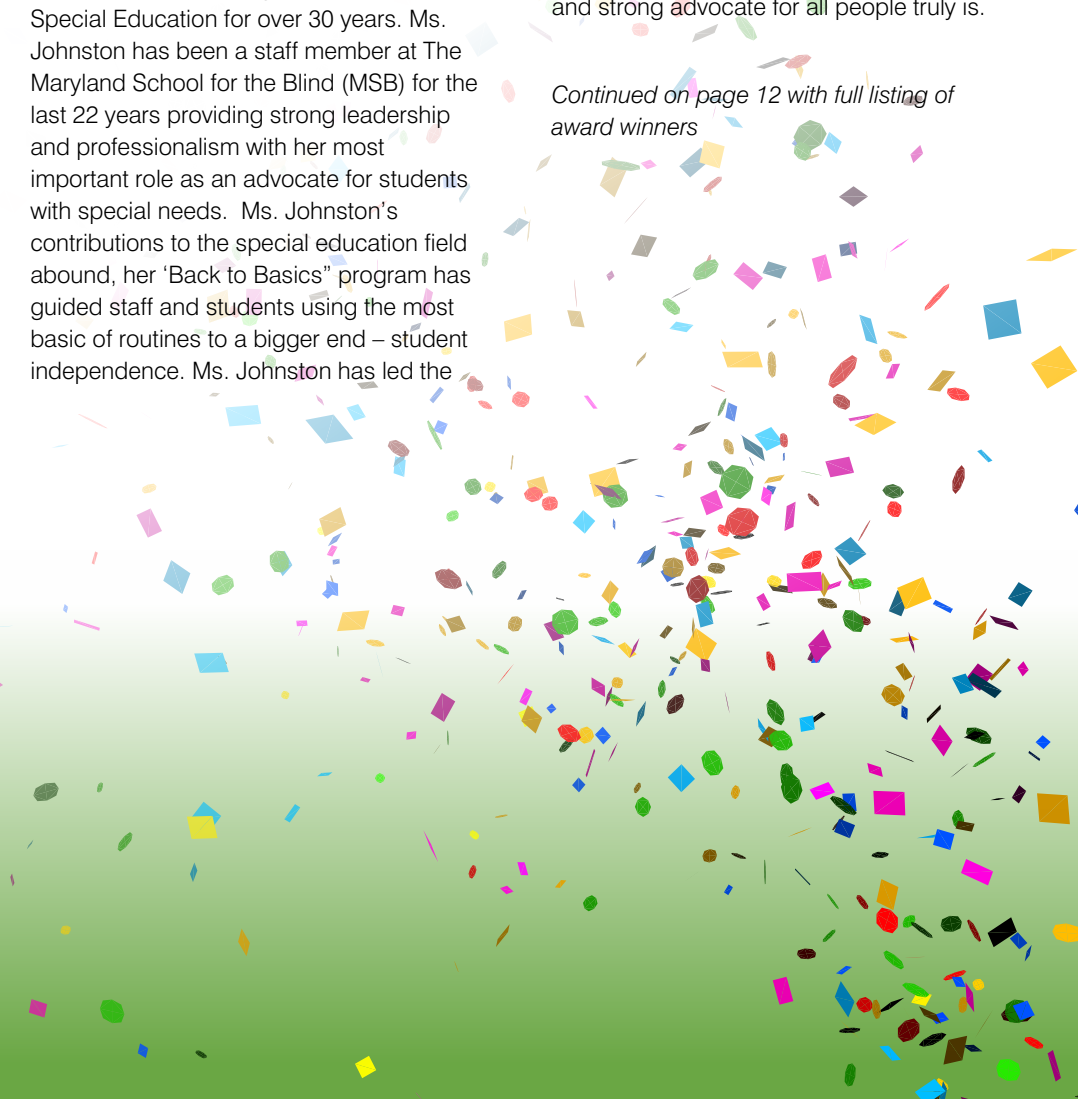 Special Education for over 30 years. Ms.
Johnston has been a staff member at The
Maryland School for the Blind (MSB) for the
last 22 years providing strong leadership
and professionalism with her most
important role as an advocate for students
with special needs.  Ms. Johnston’s
contributions to the special education field
abound, her ‘Back to Basics” program has
guided staff and students using the most
basic of routines to a bigger end – student
independence. Ms. Johnston has led the
and strong advocate for all people truly is.
Continued on page 12 with full listing of
award winners